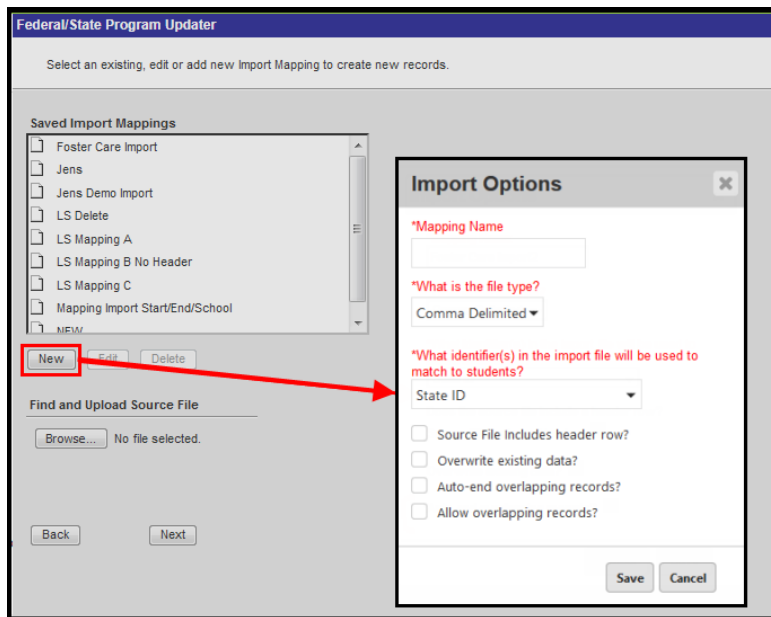 Federal/State Program Updater
Select an existing, edit or add new Import Mapping to create new records.
Saved Import Mappings
Foster Care Import
Jens
Jens Demo Import
LS Delete
LS Mapping A
LS Mapping B No Header
LS Mapping C
Mapping Import Start/End/School
NEW
New Edit Delete
Find and Upload Source File
Browse... No file selected.
Back Next
Import Options
*Mapping Name
*What is the file type?
Comma Delimited
*What identifier(s) in the import file will be used to
match to students?
State ID
Source File Includes header row?
Overwrite existing data?
Auto-end overlapping records?
Allow overlapping records?
Save Cancel